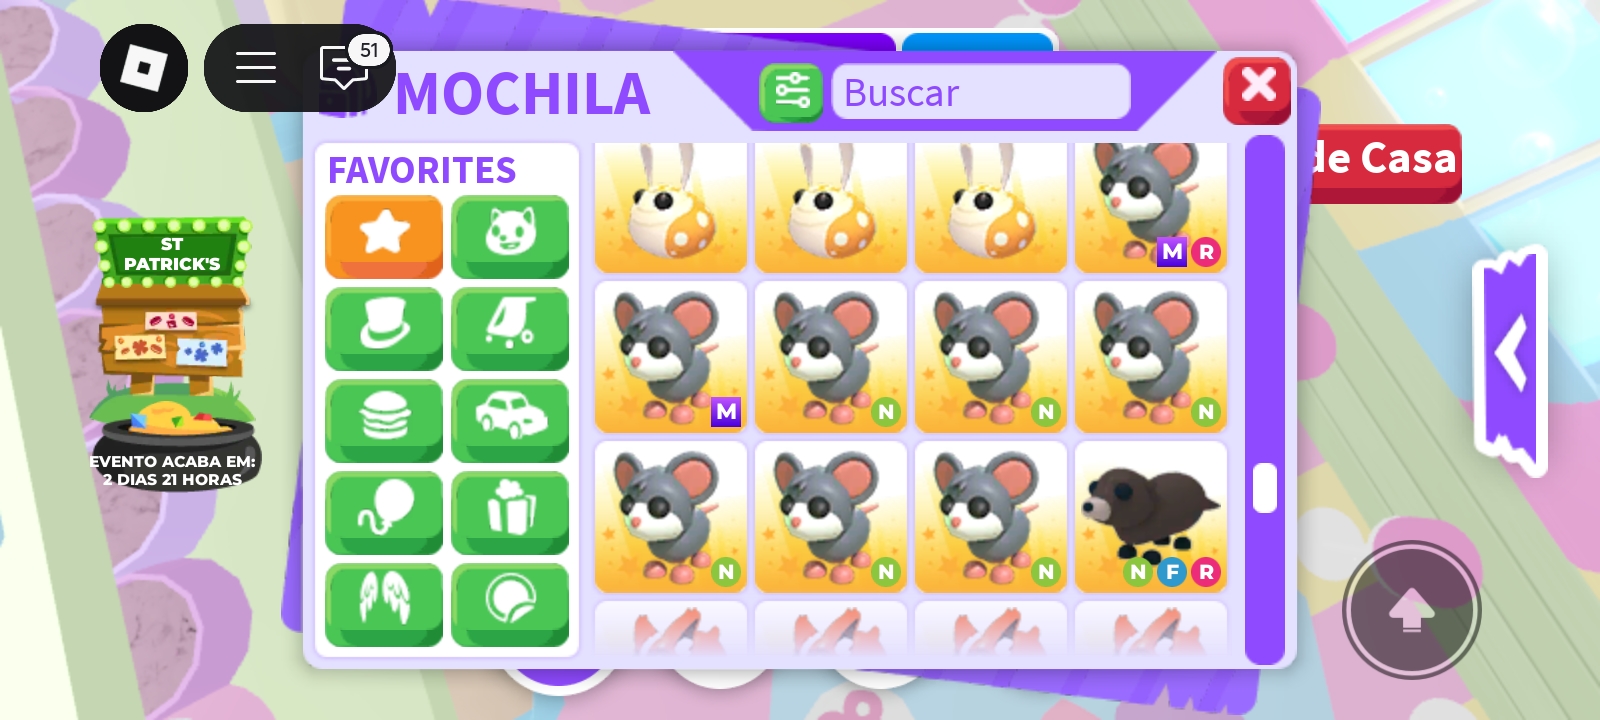 51
MOCHILA
Buscar
FAVORITES
de Casa
ST
PATRICK'S
EVENTO ACABA EM:
2 DIAS 21 HORAS
M R
M
N
N
N
N
N
N
N F R